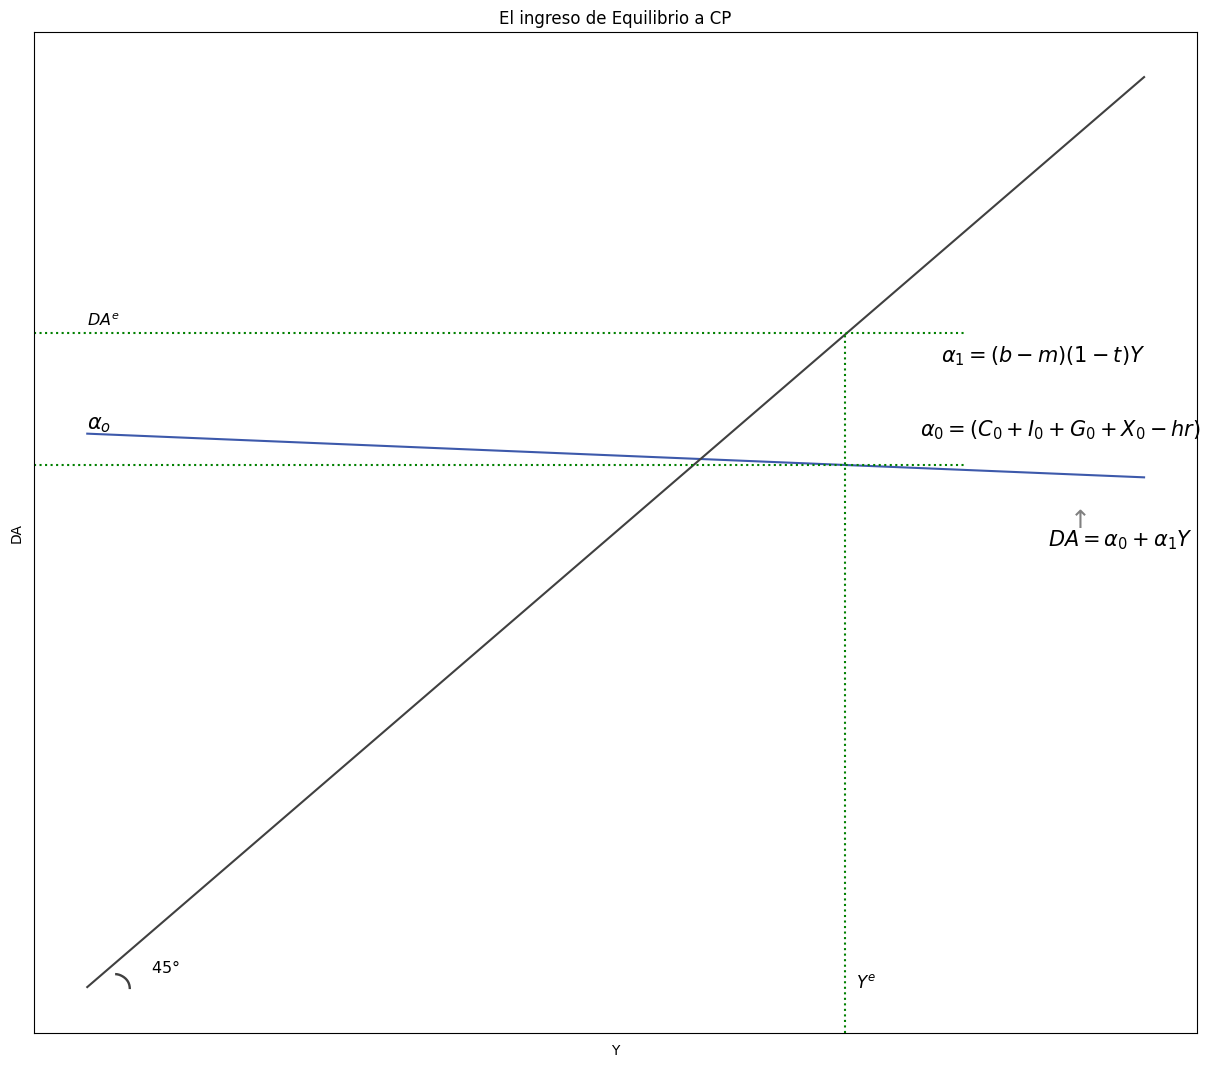 El ingreso de Equilibrio a CP
$DA^e$
$α_1 = (b − m)(1 − t)Y$
$α_o$
$α_0 = (C_0 + I_0 + G_0 + X_0 − hr)$
DA
↑
$DA = α_0 + α_1Y$
45°
$Y^e$
Y